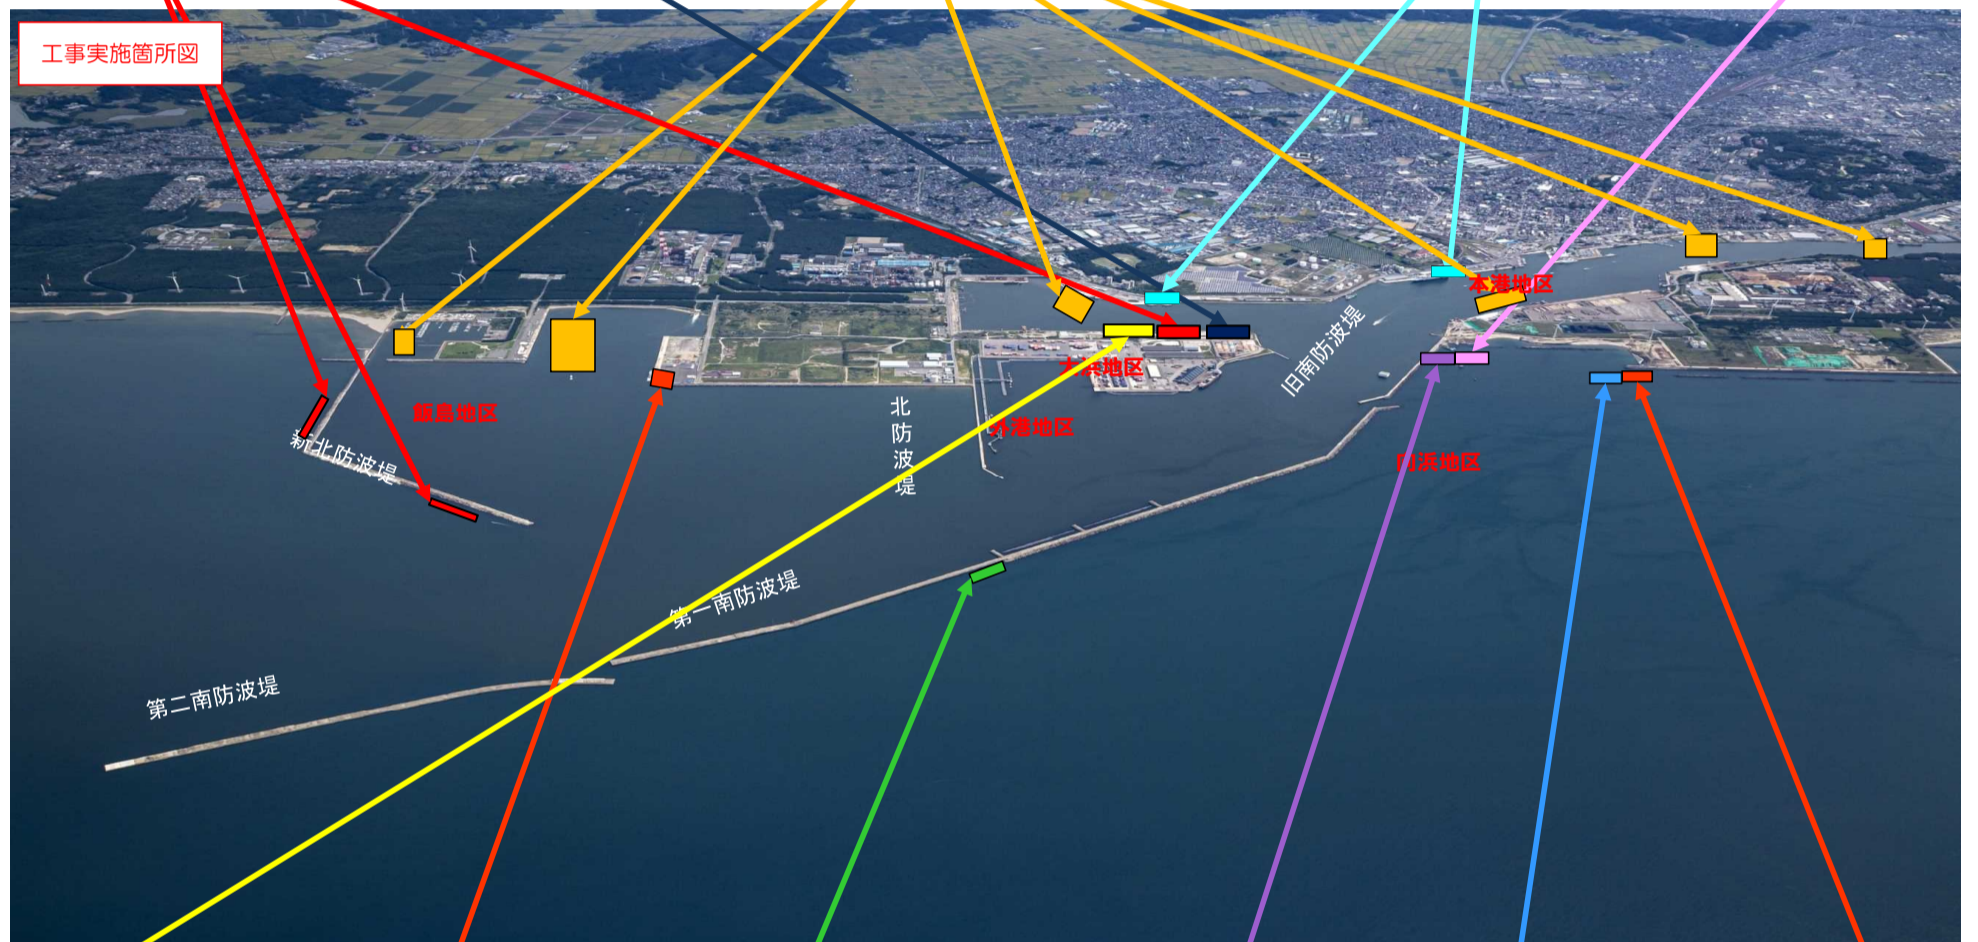 工事実施箇所図
本港地区
旧南防波堤
大浜地区
飯島地区
北防波堤
外港地区
新北防波堤
向浜地区
第一南防波堤
第二南防波堤